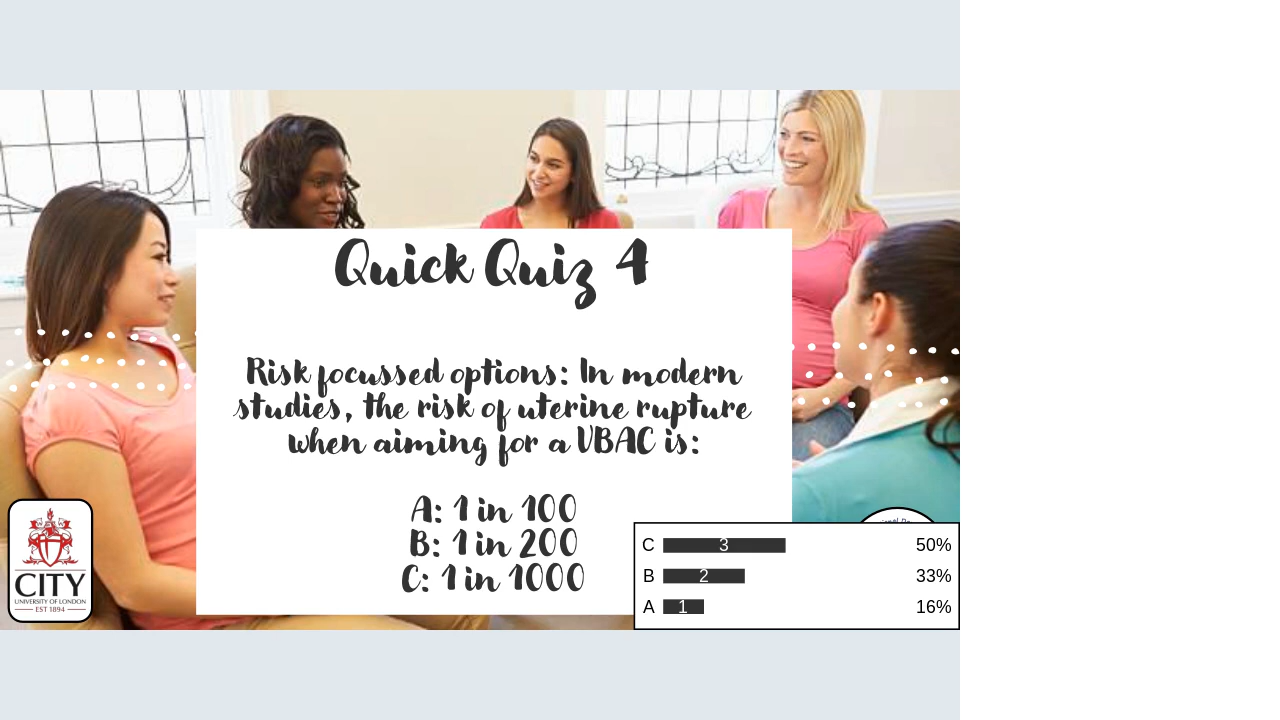 Quick Quiz 4
Risk focussed options: In modern
studies, the risk of uterine rupture
when aiming for a VBAC is:
A: 1 in 100
B: 1 in 200
C: 1 in 1000
C 3 50%
B 2 33%
A 1 16%
CITY
UNIVERSITY OF LONDON
EST 1894